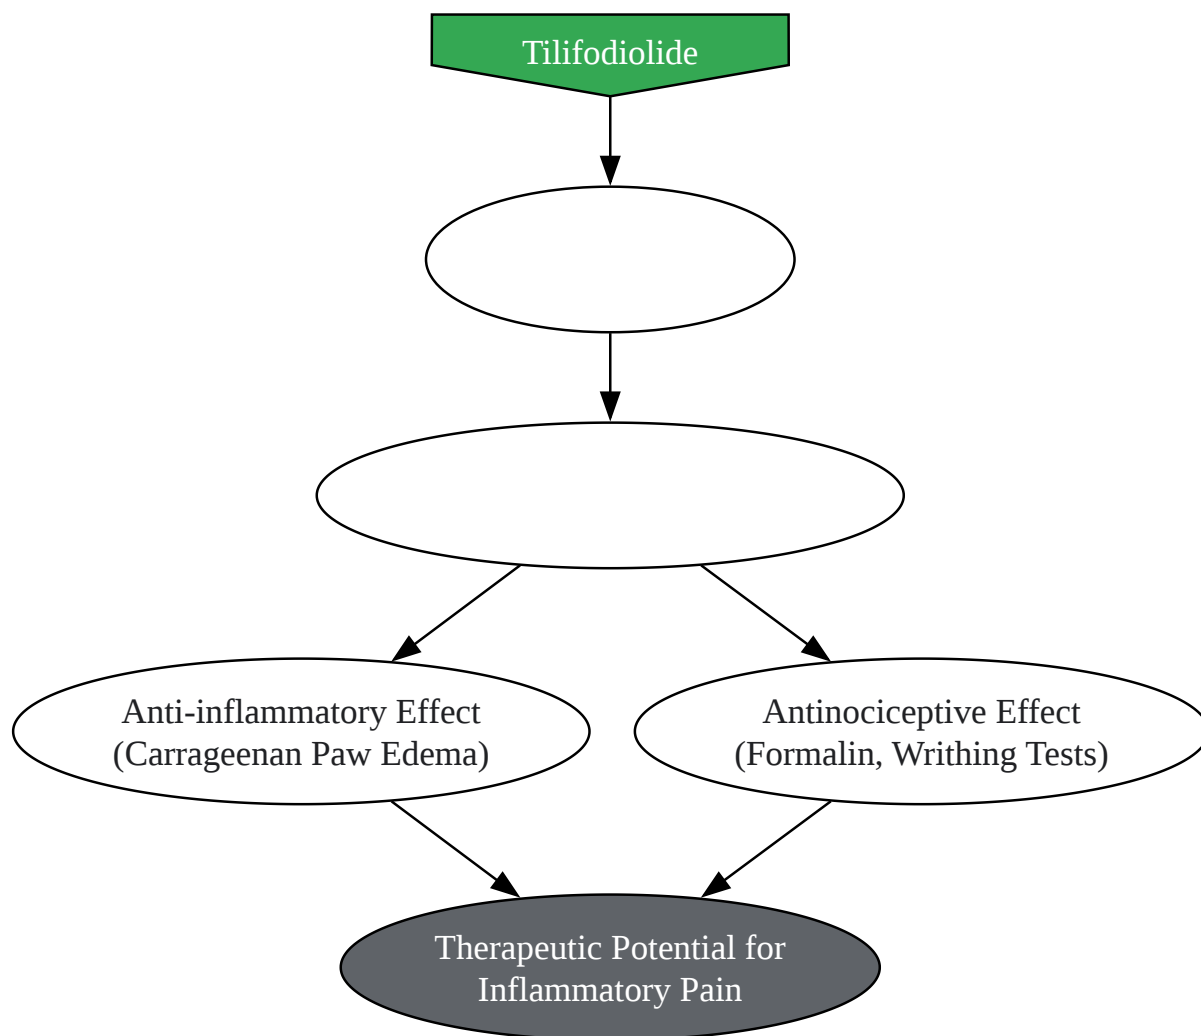 Tilifodiolide
Anti-inflammatory Effect
(Carrageenan Paw Edema)
Antinociceptive Effect
(Formalin, Writhing Tests)
Therapeutic Potential for
Inflammatory Pain